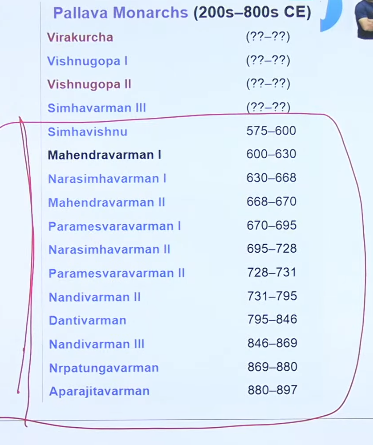 Pallava Monarchs (200s–800s CE)
Virakurcha (??–??)
Vishnugopa I (??–??)
Vishnugopa II (??–??)
Simhavarman III (??–??)
Simhavishnu 575–600
Mahendravarman I 600–630
Narasimhavarman I 630–668
Mahendravarman II 668–670
Paramesvaravarman I 670–695
Narasimhavarman II 695–728
Paramesvaravarman II 728–731
Nandivarman II 731–795
Dantivarman 795–846
Nandivarman III 846–869
Nrpatungavarman 869–880
Aparajitavarman 880–897